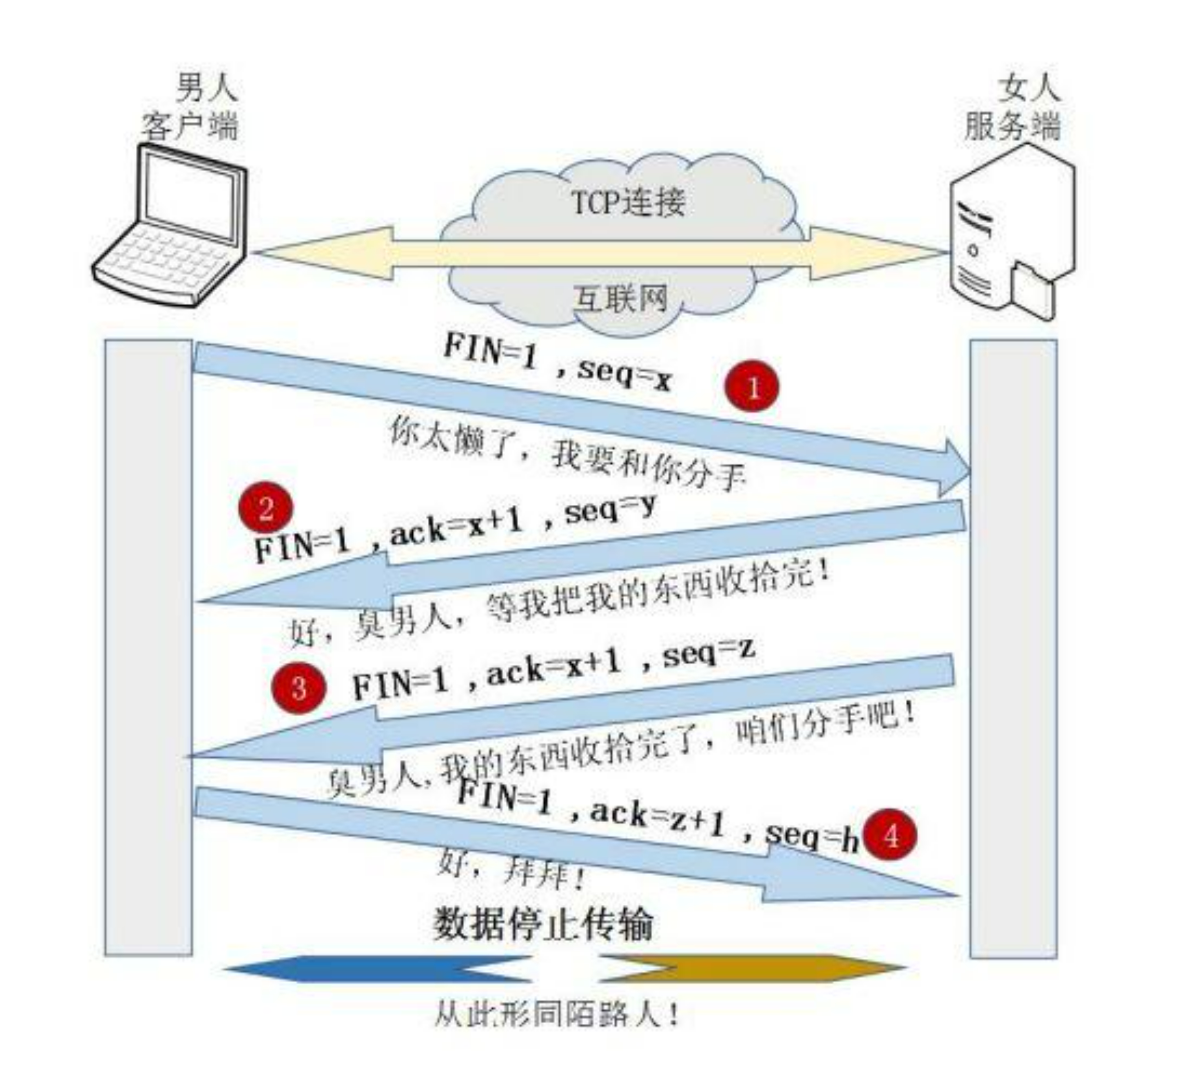 男人
客户端
女人
服务端
TCP连接
互联网
FIN=1 ,seq=x
1
你太懒了，我要和你分手
2
FIN=1 ,ack=x+1 ,seq=y
好，臭男人，等我把我的东西收拾完！
3
FIN=1 ,ack=x+1 ,seq=z
臭男人,我的东西收拾完了，咱们分手吧！
FIN=1 ,ack=z+1 ,seq=h
4
好，拜拜！
数据停止传输
从此形同陌路人！